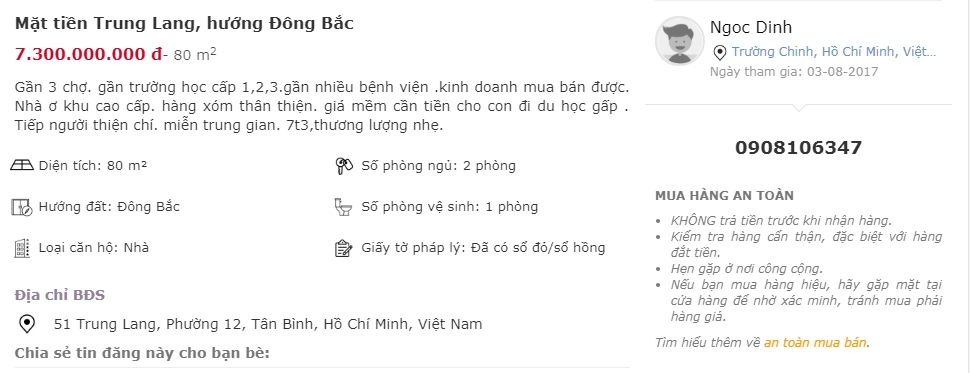 Mặt tiền Trung Lang, hướng Đông Bắc
7.300.000.000 đ- 80 m²
Gần 3 chợ. gần trường học cấp 1,2,3.gần nhiều bệnh viện .kinh doanh mua bán được.
Nhà ơ khu cao cấp. hàng xóm thân thiện. giá mềm cần tiền cho con đi du học gấp .
Tiếp người thiện chí. miễn trung gian. 7t3,thương lượng nhẹ.
Diện tích: 80 m²
Số phòng ngủ: 2 phòng
Hướng đất: Đông Bắc
Số phòng vệ sinh: 1 phòng
Loại căn hộ: Nhà
Giấy tờ pháp lý: Đã có sổ đỏ/sổ hồng
Địa chỉ BĐS
51 Trung Lang, Phường 12, Tân Bình, Hồ Chí Minh, Việt Nam
Chia sẻ tin đăng này cho bạn bè:
Ngoc Dinh
Trường Chinh, Hồ Chí Minh, Việt...
Ngày tham gia: 03-08-2017
0908106347
MUA HÀNG AN TOÀN
• KHÔNG trả tiền trước khi nhận hàng.
• Kiểm tra hàng cẩn thận, đặc biệt với hàng
đắt tiền.
• Hẹn gặp ở nơi công cộng.
• Nếu bạn mua hàng hiệu, hãy gặp mặt tại
cửa hàng để nhờ xác minh, tránh mua phải
hàng giả.
Tìm hiểu thêm về an toàn mua bán.